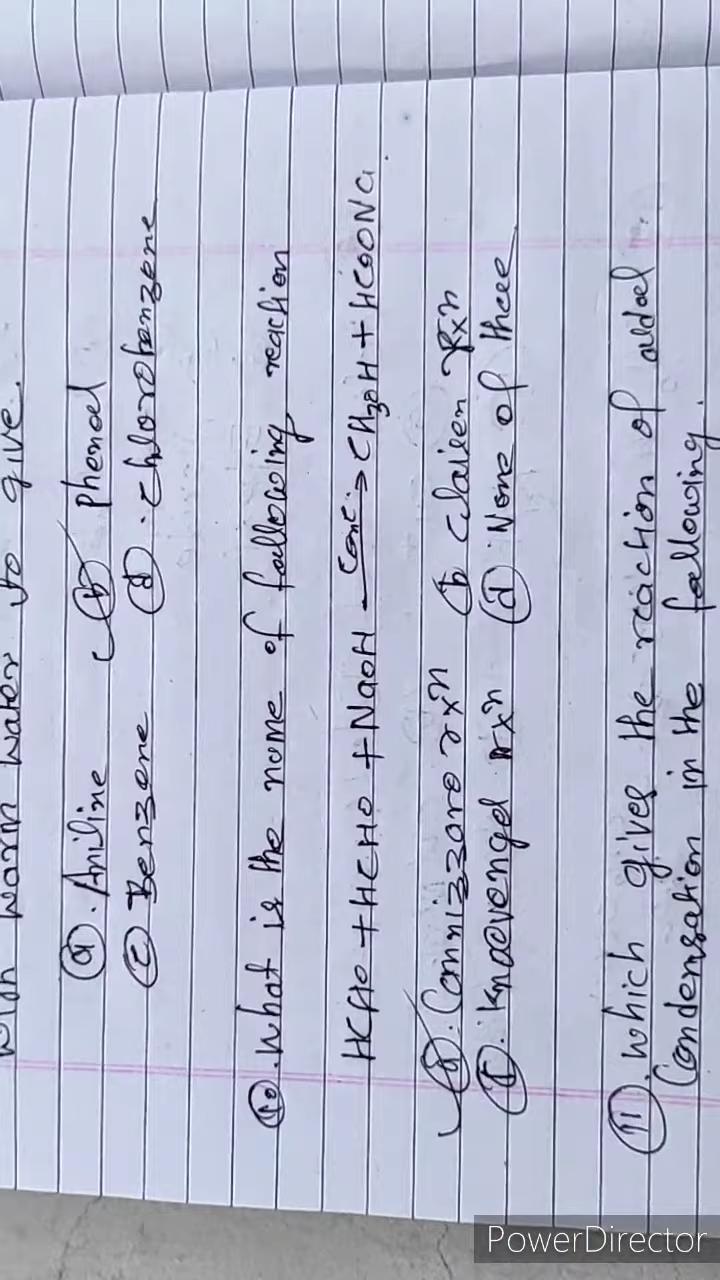 with warm water to give.
(a). Aniline (b) phenol
(c) Benzene (d). chlorobenzene
(10). What is the nome of following reaction
HCHO + HCHO + NaOH conc. → CH3OH + HCOONa
(a). Cannizzaro rxn (b) claisen rxn
(c). Knoevengel rxn (d). None of these
(11). which gives the reaction of aldol
Condensation in the following.
PowerDirector